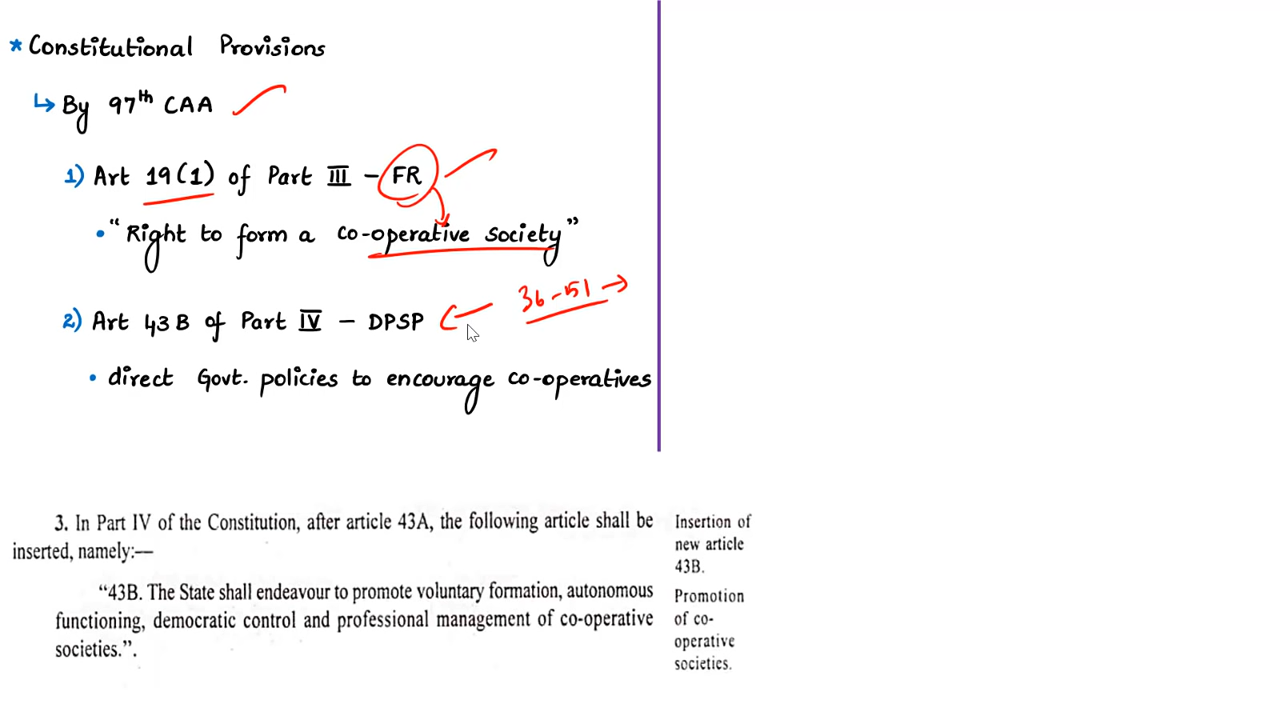 * Constitutional Provisions
↳ By 97th CAA
1) Art 19(1) of Part III - FR
• "Right to form a co-operative society"
36-51 →
2) Art 43 B of Part IV - DPSP
• direct Govt. policies to encourage co-operatives
3. In Part IV of the Constitution, after article 43A, the following article shall be
inserted, namely:—
"43B. The State shall endeavour to promote voluntary formation, autonomous
functioning, democratic control and professional management of co-operative
societies.".
Insertion of
new article
43B.
Promotion
of co-
operative
societies.